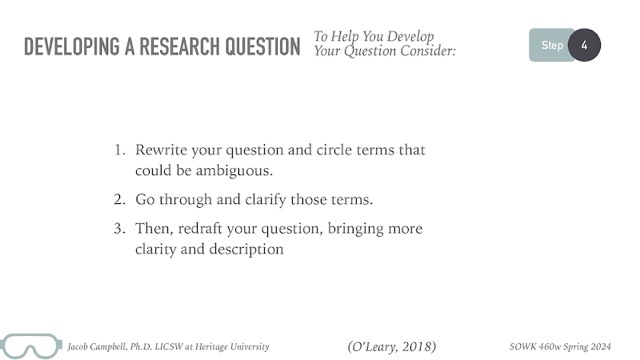 DEVELOPING A RESEARCH QUESTION
To Help You Develop
Your Question Consider:
Step 4
1. Rewrite your question and circle terms that
could be ambiguous.
2. Go through and clarify those terms.
3. Then, redraft your question, bringing more
clarity and description
Jacob Campbell, Ph.D. LICSW at Heritage University
(O'Leary, 2018)
SOWK 460w Spring 2024